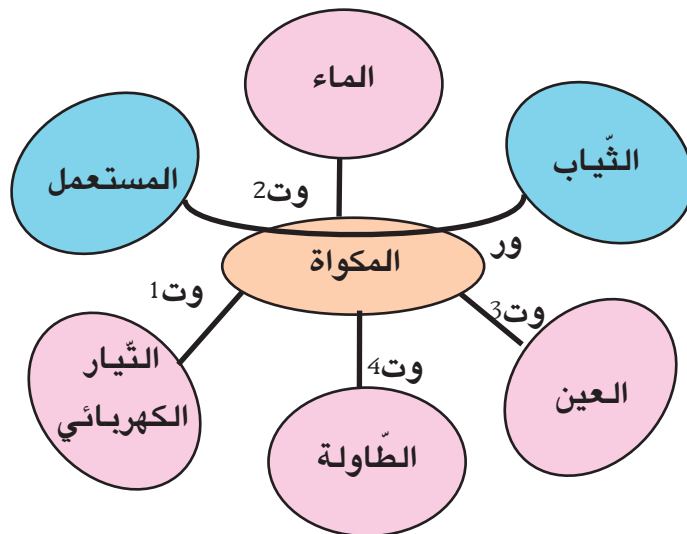 الماء
الثّياب
المستعمل
وت2
ور
المكواة
وت1
وت3
التّيار
الكهربائي
وت4
العين
الطّاولة